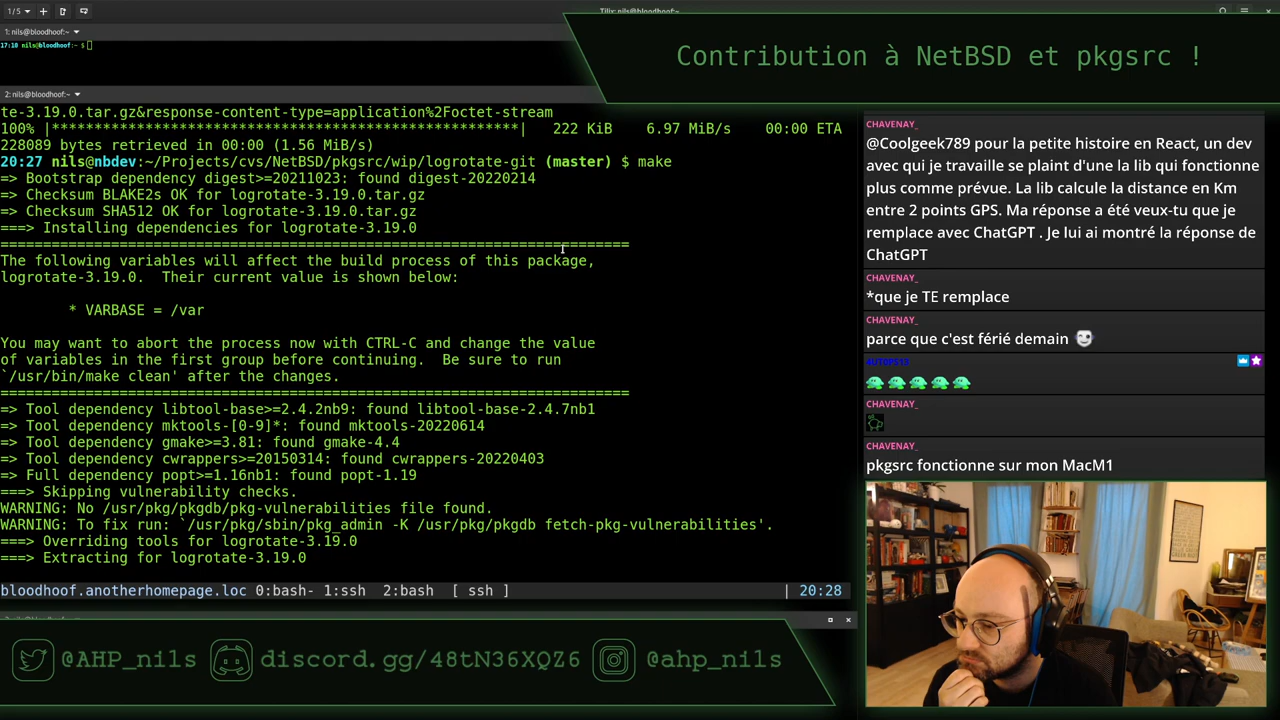 1/5
Tilix: nils@bloodhoof:~
1: nils@bloodhoof:~
17:10 nils@bloodhoof:~ $
2: nils@bloodhoof:~
te-3.19.0.tar.gz&response-content-type=application%2Foctet-stream
100% |**************************************************| 222 KiB 6.97 MiB/s 00:00 ETA
228089 bytes retrieved in 00:00 (1.56 MiB/s)
20:27 nils@nbdev:~/Projects/cvs/NetBSD/pkgsrc/wip/logrotate-git (master) $ make
=> Bootstrap dependency digest>=20211023: found digest-20220214
=> Checksum BLAKE2s OK for logrotate-3.19.0.tar.gz
=> Checksum SHA512 OK for logrotate-3.19.0.tar.gz
===> Installing dependencies for logrotate-3.19.0
==========================================================================
The following variables will affect the build process of this package,
logrotate-3.19.0.  Their current value is shown below:
* VARBASE = /var
You may want to abort the process now with CTRL-C and change the value
of variables in the first group before continuing.  Be sure to run
`/usr/bin/make clean' after the changes.
==========================================================================
=> Tool dependency libtool-base>=2.4.2nb9: found libtool-base-2.4.7nb1
=> Tool dependency mktools-[0-9]*: found mktools-20220614
=> Tool dependency gmake>=3.81: found gmake-4.4
=> Tool dependency cwrappers>=20150314: found cwrappers-20220403
=> Full dependency popt>=1.16nb1: found popt-1.19
===> Skipping vulnerability checks.
WARNING: No /usr/pkg/pkgdb/pkg-vulnerabilities file found.
WARNING: To fix run: `/usr/pkg/sbin/pkg_admin -K /usr/pkg/pkgdb fetch-pkg-vulnerabilities'.
===> Overriding tools for logrotate-3.19.0
===> Extracting for logrotate-3.19.0
bloodhoof.anotherhomepage.loc 0:bash- 1:ssh  2:bash  [ ssh ] | 20:28
Contribution à NetBSD et pkgsrc !
CHAVENAY_
@Coolgeek789 pour la petite histoire en React, un dev
avec qui je travaille se plaint d'une la lib qui fonctionne
plus comme prévue. La lib calcule la distance en Km
entre 2 points GPS. Ma réponse a été veux-tu que je
remplace avec ChatGPT . Je lui ai montré la réponse de
ChatGPT
CHAVENAY_
*que je TE remplace
CHAVENAY_
parce que c'est férié demain
CHAVENAY_
CHAVENAY_
pkgsrc fonctionne sur mon MacM1
@AHP_nils
discord.gg/48tN36XQZ6
@ahp_nils